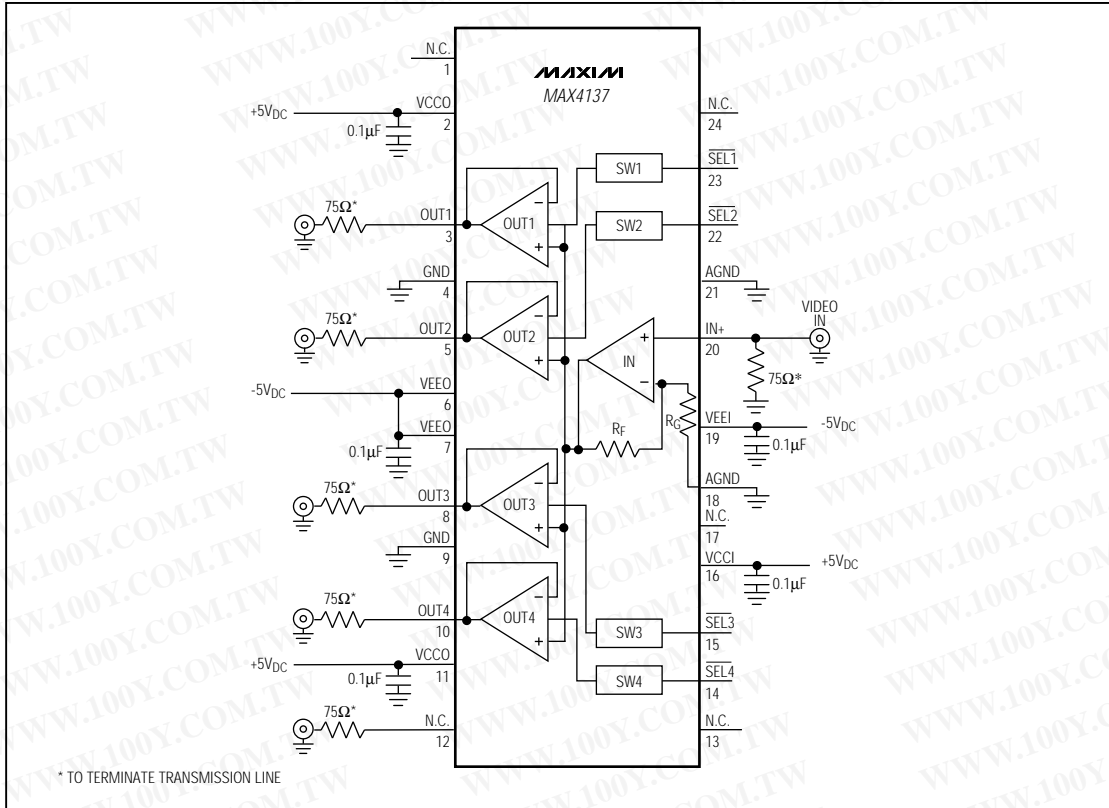 MAXIM
MAX4137
N.C.
1
+5VDC
VCCO
2
0.1µF
75Ω*
OUT1
3
GND
4
75Ω*
OUT2
5
-5VDC
VEEO
6
VEEO
7
0.1µF
75Ω*
OUT3
8
GND
9
75Ω*
OUT4
10
+5VDC
VCCO
11
0.1µF
75Ω*
N.C.
12
OUT1
-
+
OUT2
-
+
OUT3
-
+
OUT4
-
+
SW1
SW2
IN
+
-
RF
RG
SW3
SW4
N.C.
24
SEL1
23
SEL2
22
AGND
21
VIDEO
IN
IN+
20
75Ω*
VEEI
19
-5VDC
0.1µF
AGND
18
N.C.
17
VCCI
16
+5VDC
0.1µF
SEL3
15
SEL4
14
N.C.
13
* TO TERMINATE TRANSMISSION LINE
WWW.100Y.COM.TW